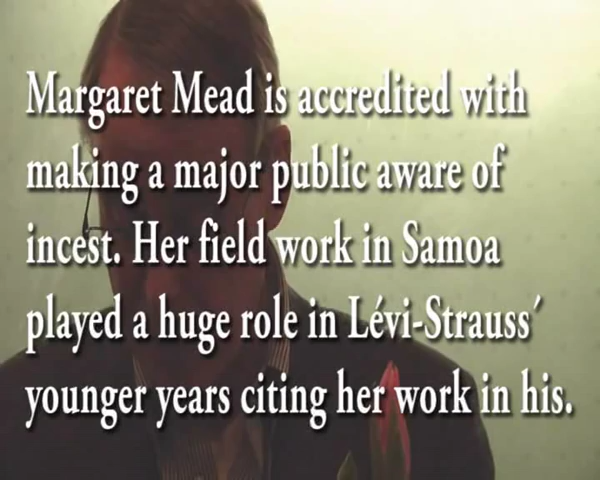 Margaret Mead is accredited with
making a major public aware of
incest. Her field work in Samoa
played a huge role in Lévi-Strauss´
younger years citing her work in his.